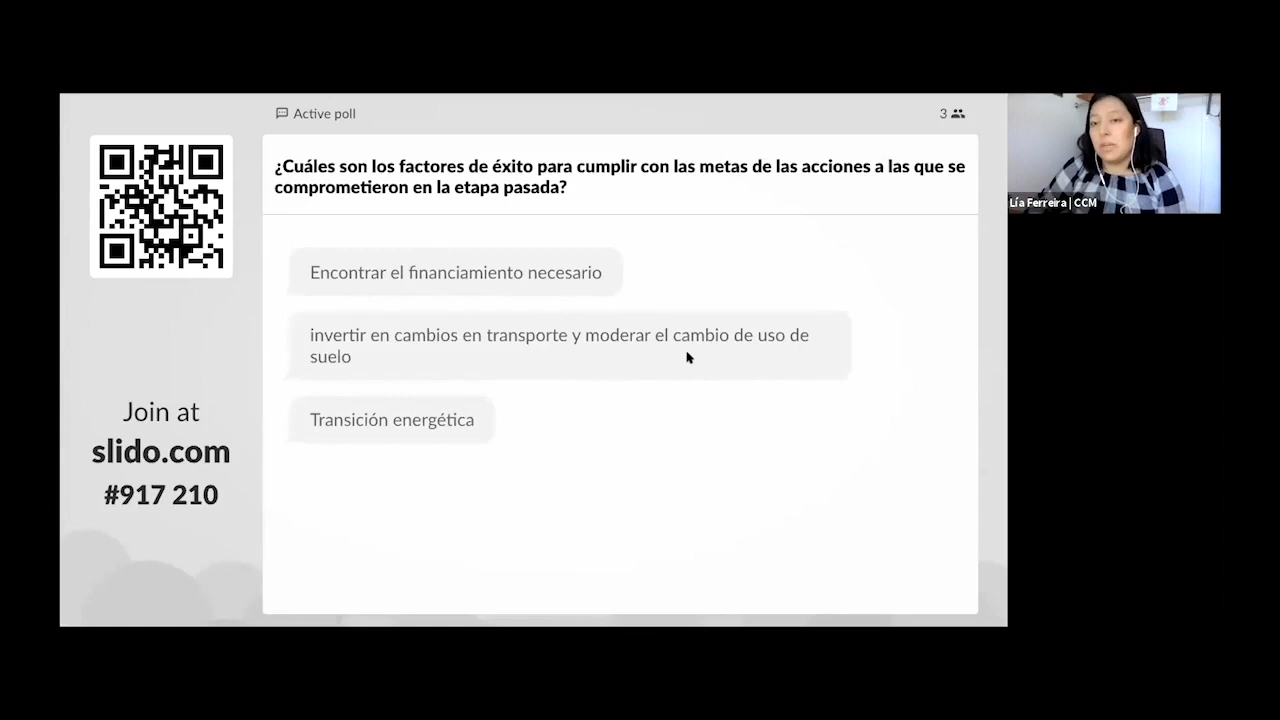 Active poll
3
¿Cuáles son los factores de éxito para cumplir con las metas de las acciones a las que se
comprometieron en la etapa pasada?
Encontrar el financiamiento necesario
invertir en cambios en transporte y moderar el cambio de uso de
suelo
Transición energética
Join at
slido.com
#917 210
Lía Ferreira | CCM